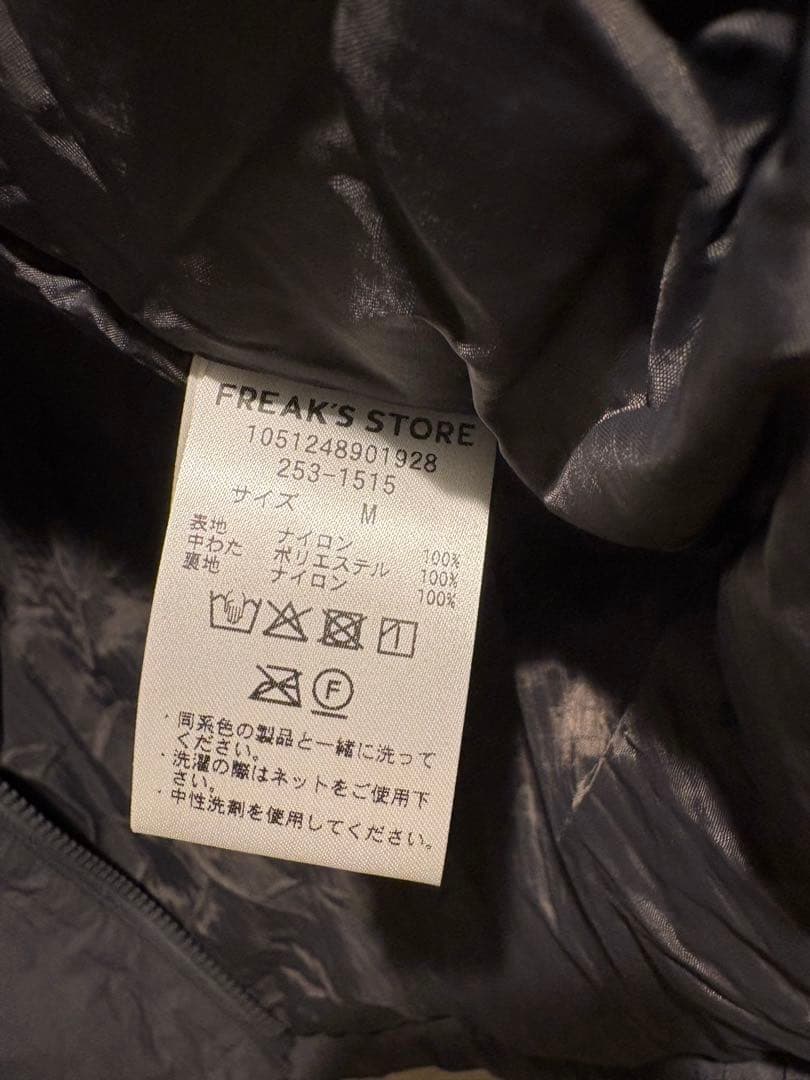 FREAK'S STORE
1051248901928
253-1515
サイズ M
表地 ナイロン 100%
中わた ポリエステル 100%
裏地 ナイロン 100%
F
・同系色の製品と一緒に洗って
ください。
・洗濯の際はネットをご使用下
さい。
・中性洗剤を使用してください。